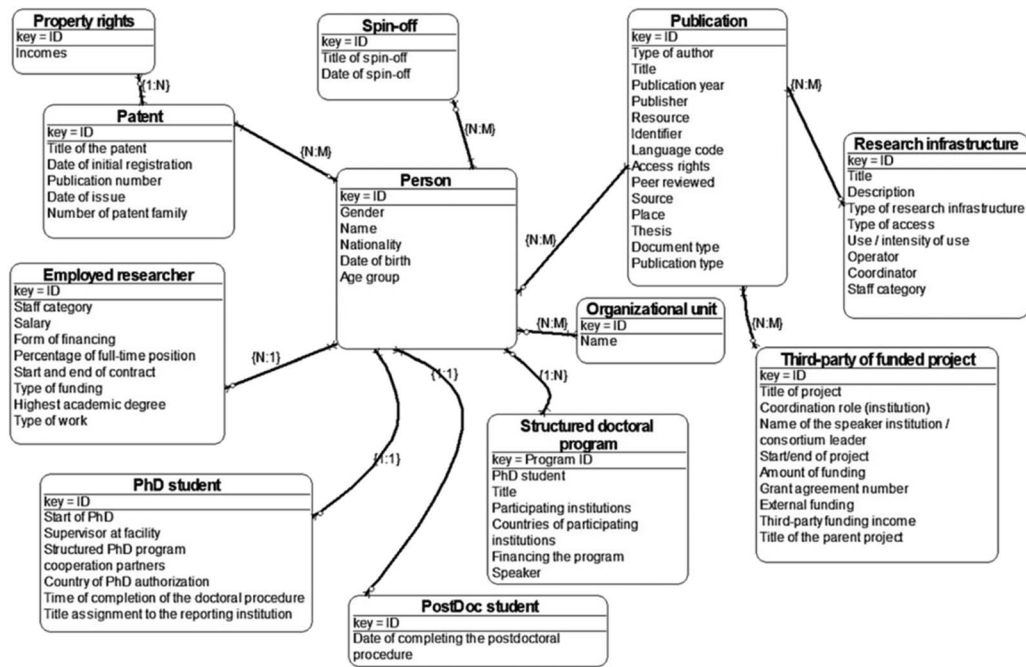 Property rights
key = ID
Incomes
{1:N}
Patent
key = ID
Title of the patent
Date of initial registration
Publication number
Date of issue
Number of patent family
{N:M}
Spin-off
key = ID
Title of spin-off
Date of spin-off
{N:M}
Publication
key = ID
Type of author
Title
Publication year
Publisher
Resource
Identifier
Language code
Access rights
Peer reviewed
Source
Place
Thesis
Document type
Publication type
{N:M}
Research infrastructure
key = ID
Title
Description
Type of research infrastructure
Type of access
Use / intensity of use
Operator
Coordinator
Staff category
Person
key = ID
Gender
Name
Nationality
Date of birth
Age group
{N:M}
Employed researcher
key = ID
Staff category
Salary
Form of financing
Percentage of full-time position
Start and end of contract
Type of funding
Highest academic degree
Type of work
{N:1}
Organizational unit
key = ID
Name
{N:M}
{N:M}
Third-party of funded project
key = ID
Title of project
Coordination role (institution)
Name of the speaker institution /
consortium leader
Start/end of project
Amount of funding
Grant agreement number
External funding
Third-party funding income
Title of the parent project
{1:1}
{1:N}
Structured doctoral
program
key = Program ID
PhD student
Title
Participating institutions
Countries of participating
institutions
Financing the program
Speaker
{1:1}
PhD student
key = ID
Start of PhD
Supervisor at facility
Structured PhD program
cooperation partners
Country of PhD authorization
Time of completion of the doctoral procedure
Title assignment to the reporting institution
PostDoc student
key = ID
Date of completing the postdoctoral
procedure